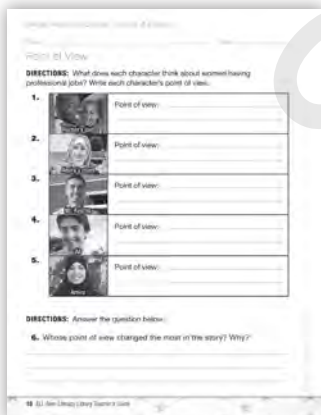 Point of View
DIRECTIONS: What does each character think about women having
professional jobs? Write each character's point of view.
1.
Point of view:
2.
Point of view:
3.
Point of view:
4.
Point of view:
5.
Point of view:
Amira
DIRECTIONS: Answer the question below.
6. Whose point of view changed the most in the story? Why?